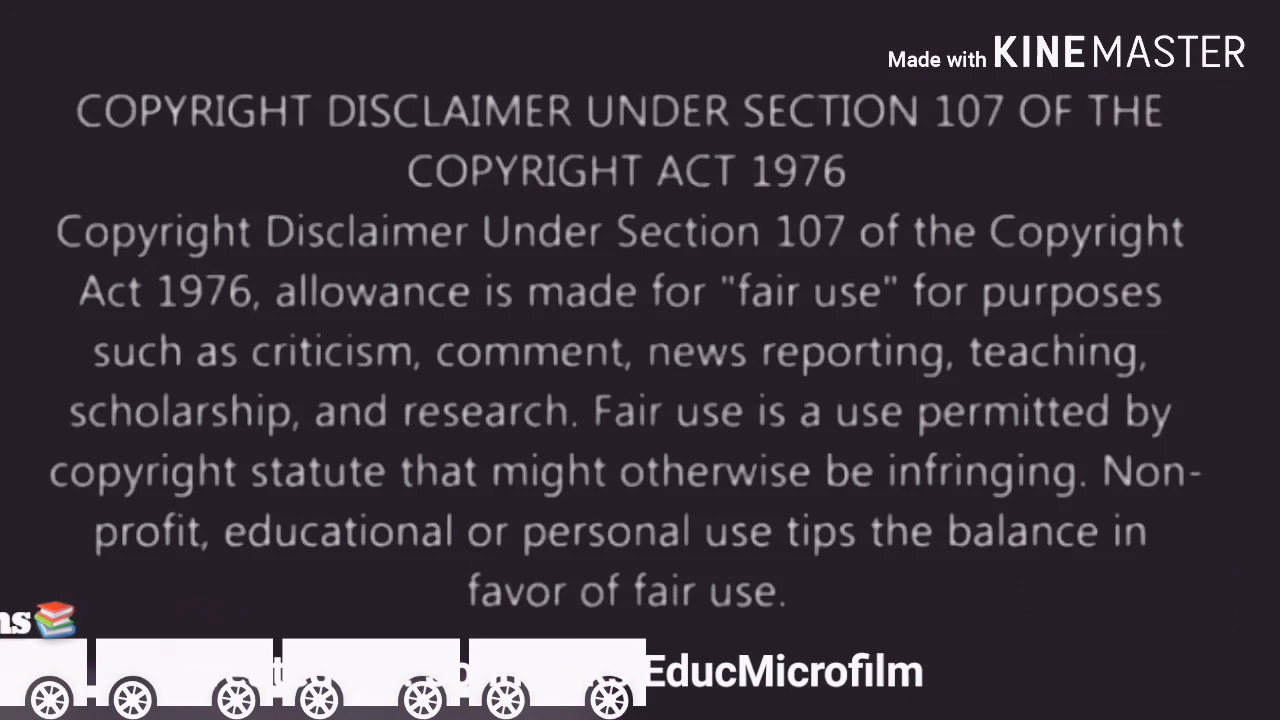 Made with KINEMASTER
COPYRIGHT DISCLAIMER UNDER SECTION 107 OF THE
COPYRIGHT ACT 1976
Copyright Disclaimer Under Section 107 of the Copyright
Act 1976, allowance is made for "fair use" for purposes
such as criticism, comment, news reporting, teaching,
scholarship, and research. Fair use is a use permitted by
copyright statute that might otherwise be infringing. Non-
profit, educational or personal use tips the balance in
favor of fair use.
EducMicrofilm